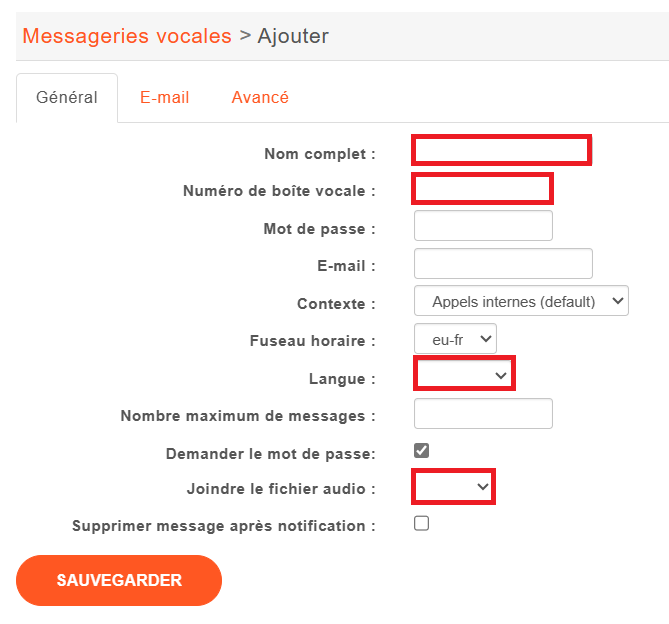 Messageries vocales > Ajouter
Général E-mail Avancé
Nom complet :
Numéro de boîte vocale :
Mot de passe :
E-mail :
Contexte : Appels internes (default)
Fuseau horaire : eu-fr
Langue :
Nombre maximum de messages :
Demander le mot de passe:
Joindre le fichier audio :
Supprimer message après notification :
SAUVEGARDER